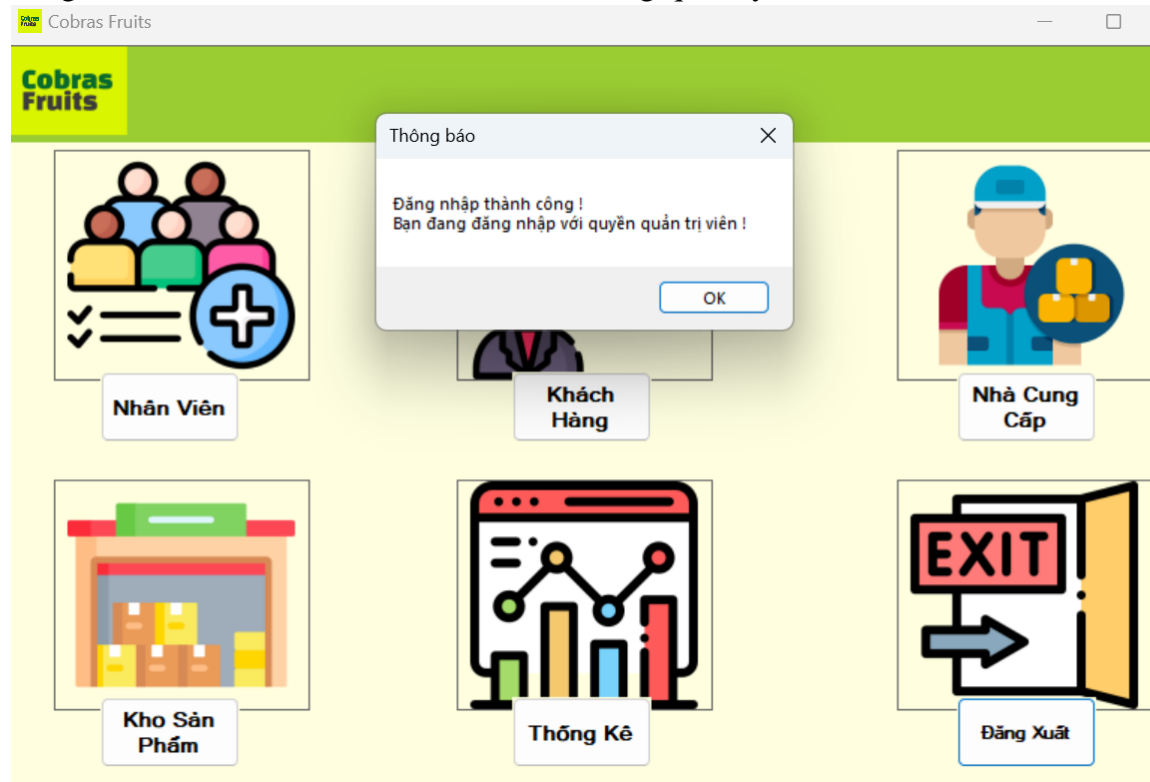 Cobras Fruits
Cobras
Fruits
Thông báo
Đăng nhập thành công !
Bạn đang đăng nhập với quyền quản trị viên !
OK
Nhân Viên
Khách
Hàng
Nhà Cung
Cấp
EXIT
Kho Sản
Phẩm
Thống Kê
Đăng Xuất